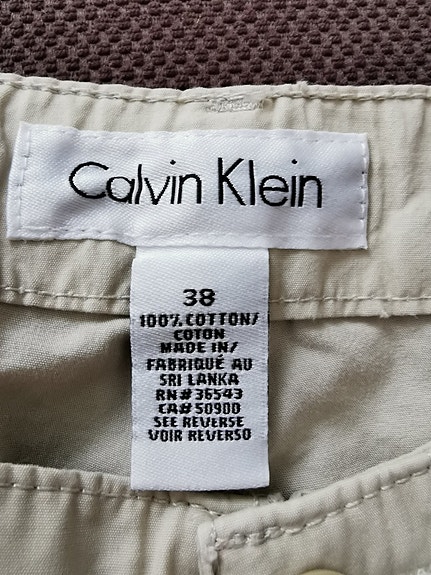 Calvin Klein
38
100% COTTON/
COTON
MADE IN/
FABRIQUÉ AU
SRI LANKA
RN# 36543
CA# 50900
SEE REVERSE
VOIR REVERSO